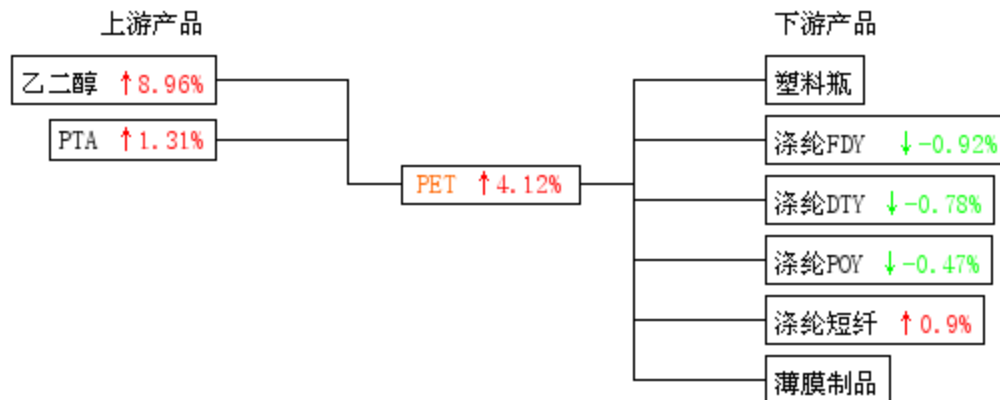 上游产品
下游产品
乙二醇 ↑8.96%
PTA ↑1.31%
PET ↑4.12%
塑料瓶
涤纶FDY ↓-0.92%
涤纶DTY ↓-0.78%
涤纶POY ↓-0.47%
涤纶短纤 ↑0.9%
薄膜制品